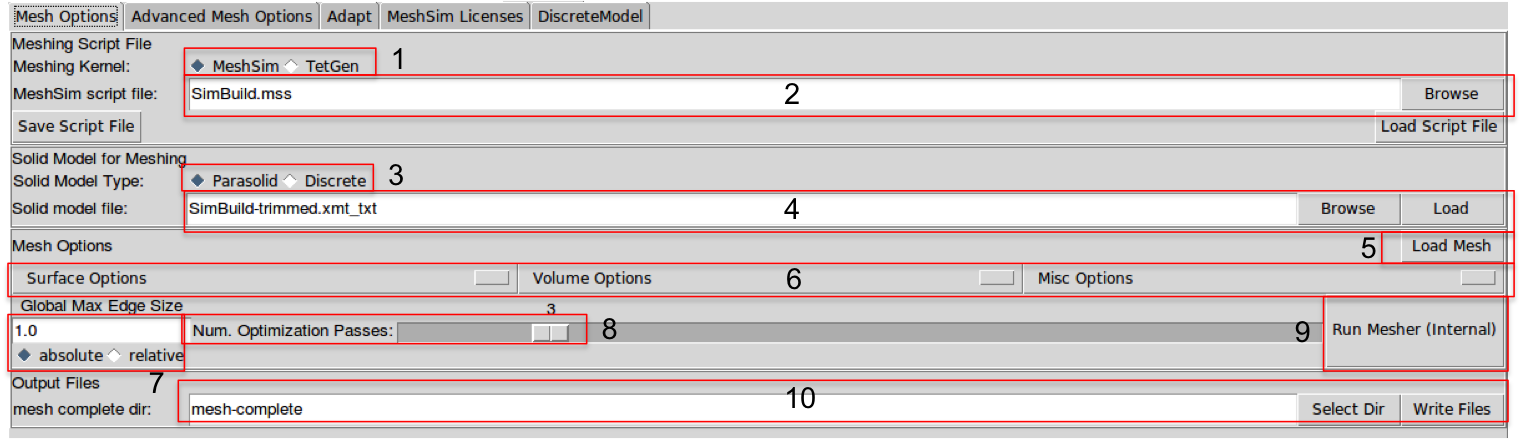 Mesh Options Advanced Mesh Options Adapt MeshSim Licenses DiscreteModel
Meshing Script File
Meshing Kernel: MeshSim TetGen 1
MeshSim script file: SimBuild.mss 2 Browse
Save Script File Load Script File
Solid Model for Meshing
Solid Model Type: Parasolid Discrete 3
Solid model file: SimBuild-trimmed.xmt_txt 4 Browse Load
Mesh Options 5 Load Mesh
Surface Options Volume Options 6 Misc Options
Global Max Edge Size 3
1.0 Num. Optimization Passes: 8 9 Run Mesher (Internal)
absolute relative
Output Files 7
mesh complete dir: mesh-complete 10 Select Dir Write Files